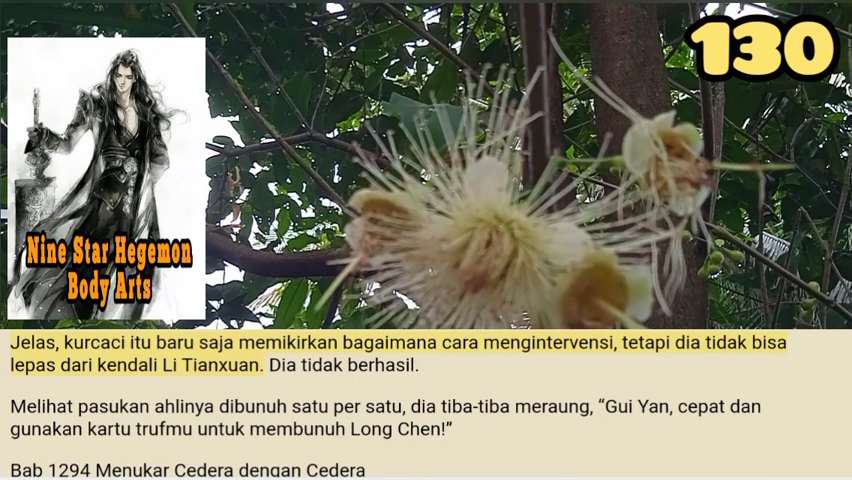 130
Nine Star Hegemon
Body Arts
Jelas, kurcaci itu baru saja memikirkan bagaimana cara mengintervensi, tetapi dia tidak bisa
lepas dari kendali Li Tianxuan. Dia tidak berhasil.
Melihat pasukan ahlinya dibunuh satu per satu, dia tiba-tiba meraung, “Gui Yan, cepat dan
gunakan kartu trufmu untuk membunuh Long Chen!”
Bab 1294 Menukar Cedera dengan Cedera